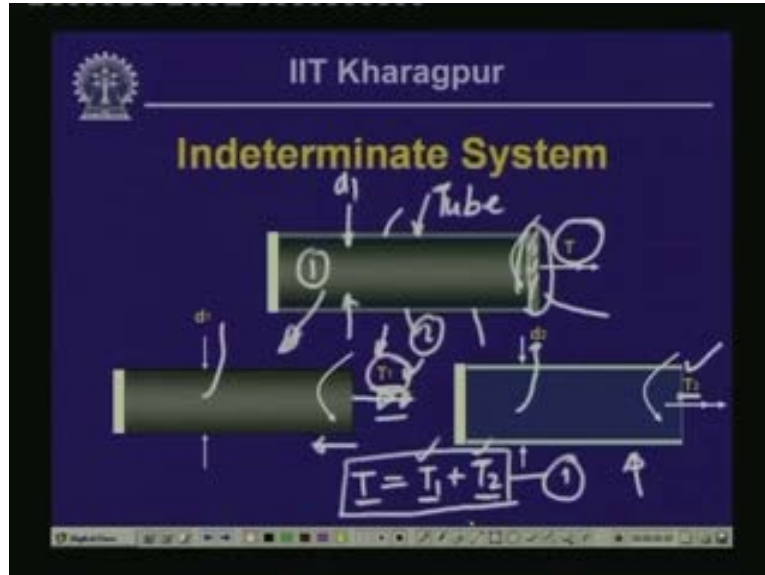 IIT Kharagpur
Indeterminate System
d1
Tube
T
1
2
d1
T1
d2
T2
T = T1 + T2
1